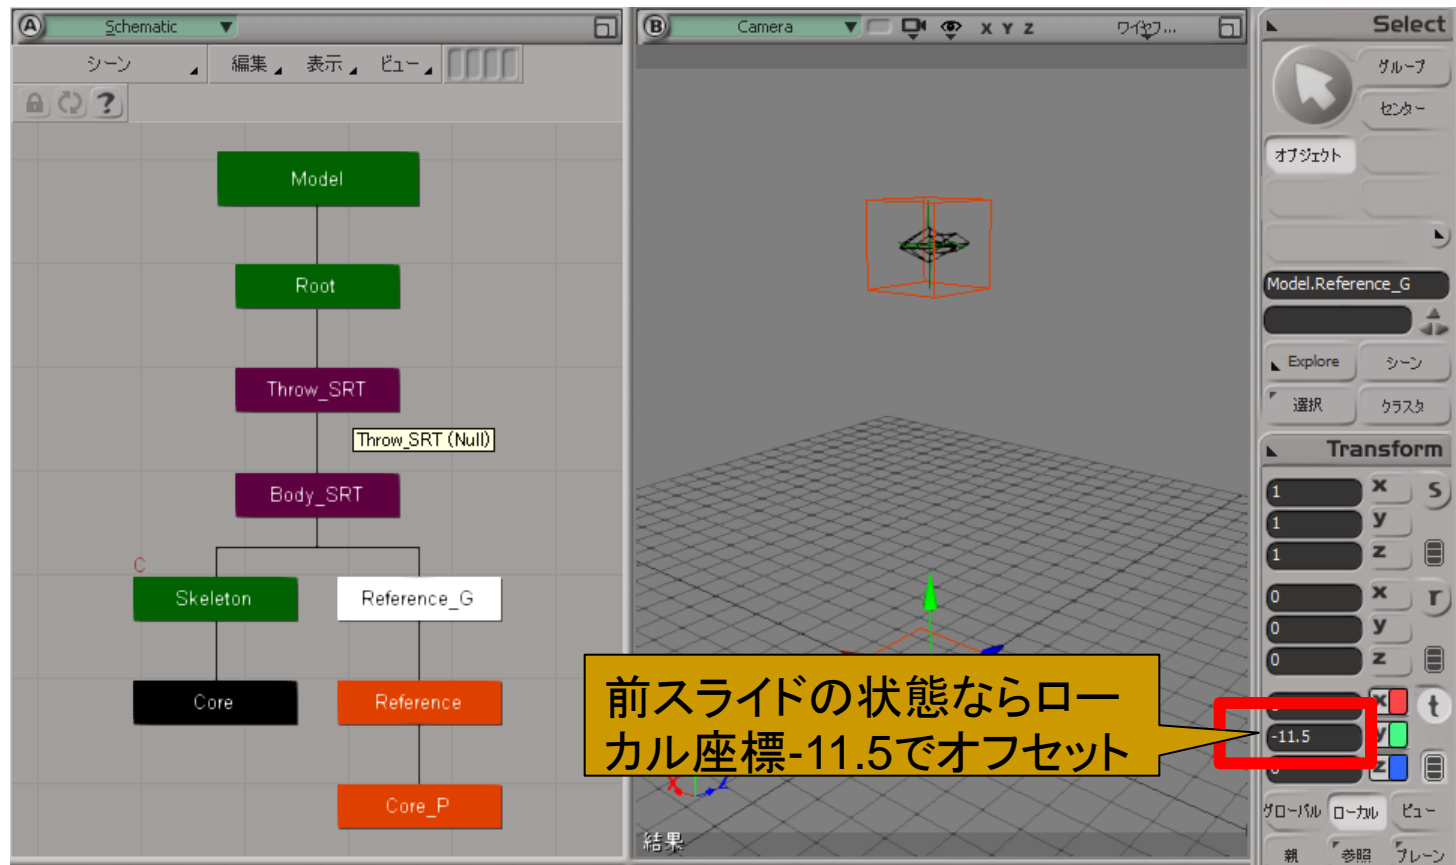 A
Schematic
シーン
編集
表示
ビュー
?
Model
Root
Throw_SRT
Throw_SRT (Null)
Body_SRT
C
Skeleton
Reference_G
Core
Reference
Core_P
B
Camera
X Y Z
結果
前スライドの状態ならロー
カル座標-11.5でオフセット
X
Z
Select
グループ
センター
オブジェクト
Model.Reference_G
Explore
シーン
選択
クラスタ
Transform
1 x s
1 y
1 z
0 x r
0 y
0 z
x t
-11.5 y
z
グローバル ローカル ビュー
親 参照 プレーン